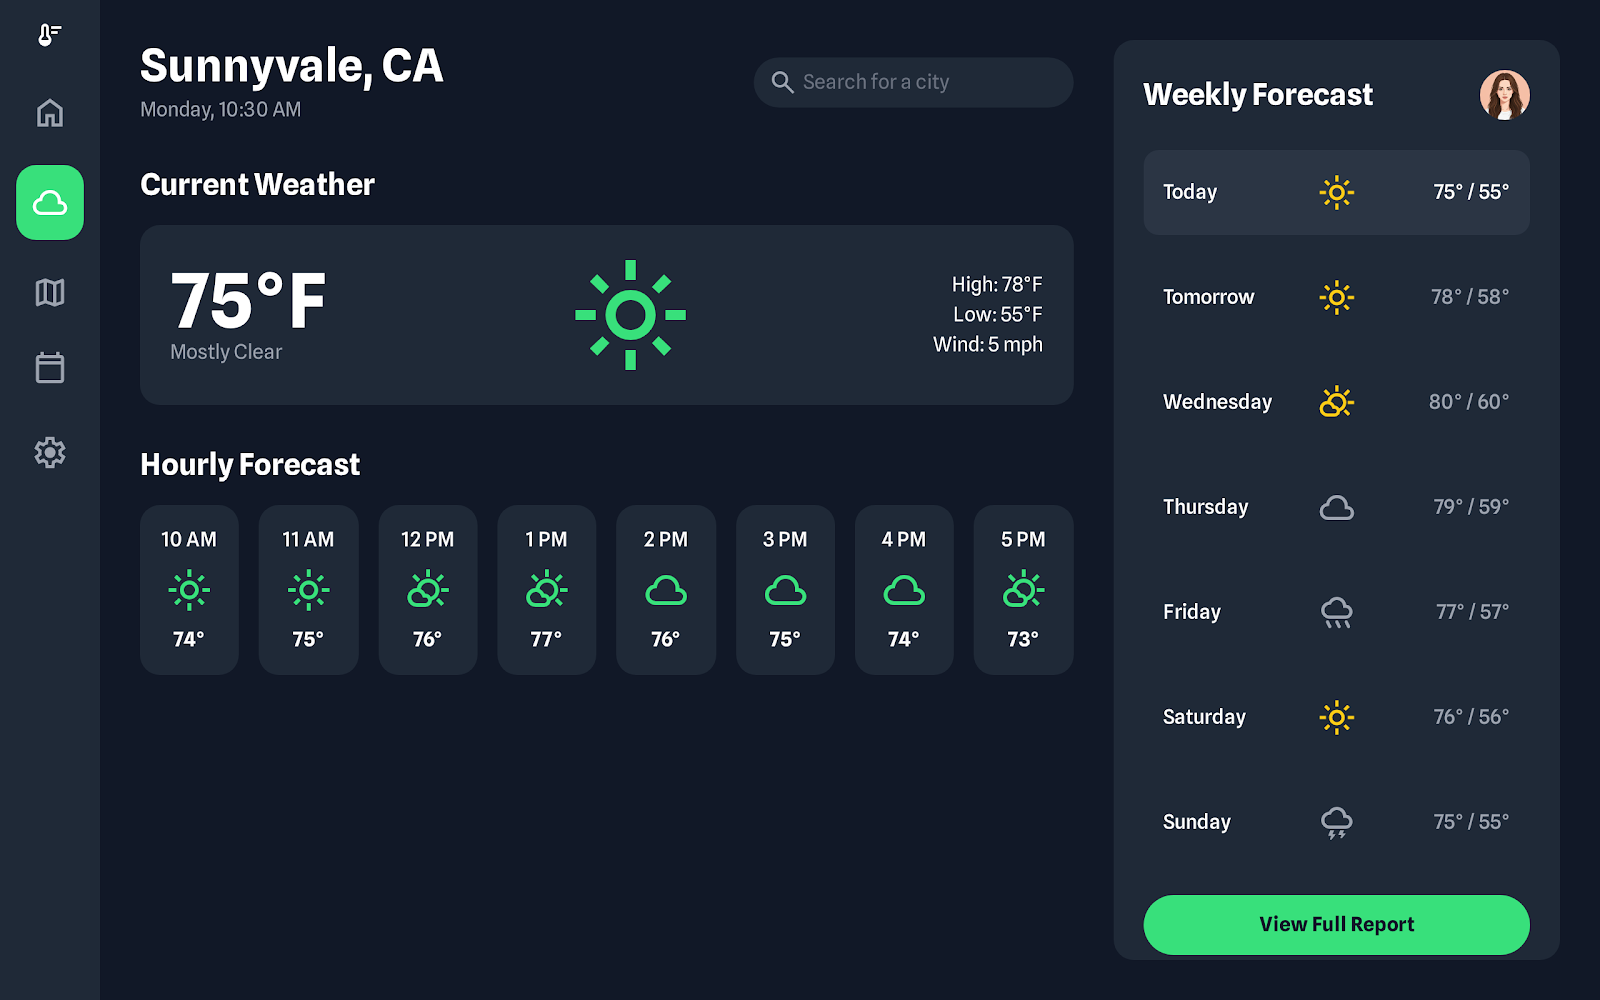 Sunnyvale, CA
Monday, 10:30 AM
Search for a city
Current Weather
75°F
Mostly Clear
High: 78°F
Low: 55°F
Wind: 5 mph
Hourly Forecast
10 AM
74°
11 AM
75°
12 PM
76°
1 PM
77°
2 PM
76°
3 PM
75°
4 PM
74°
5 PM
73°
Weekly Forecast
Today 75° / 55°
Tomorrow 78° / 58°
Wednesday 80° / 60°
Thursday 79° / 59°
Friday 77° / 57°
Saturday 76° / 56°
Sunday 75° / 55°
View Full Report